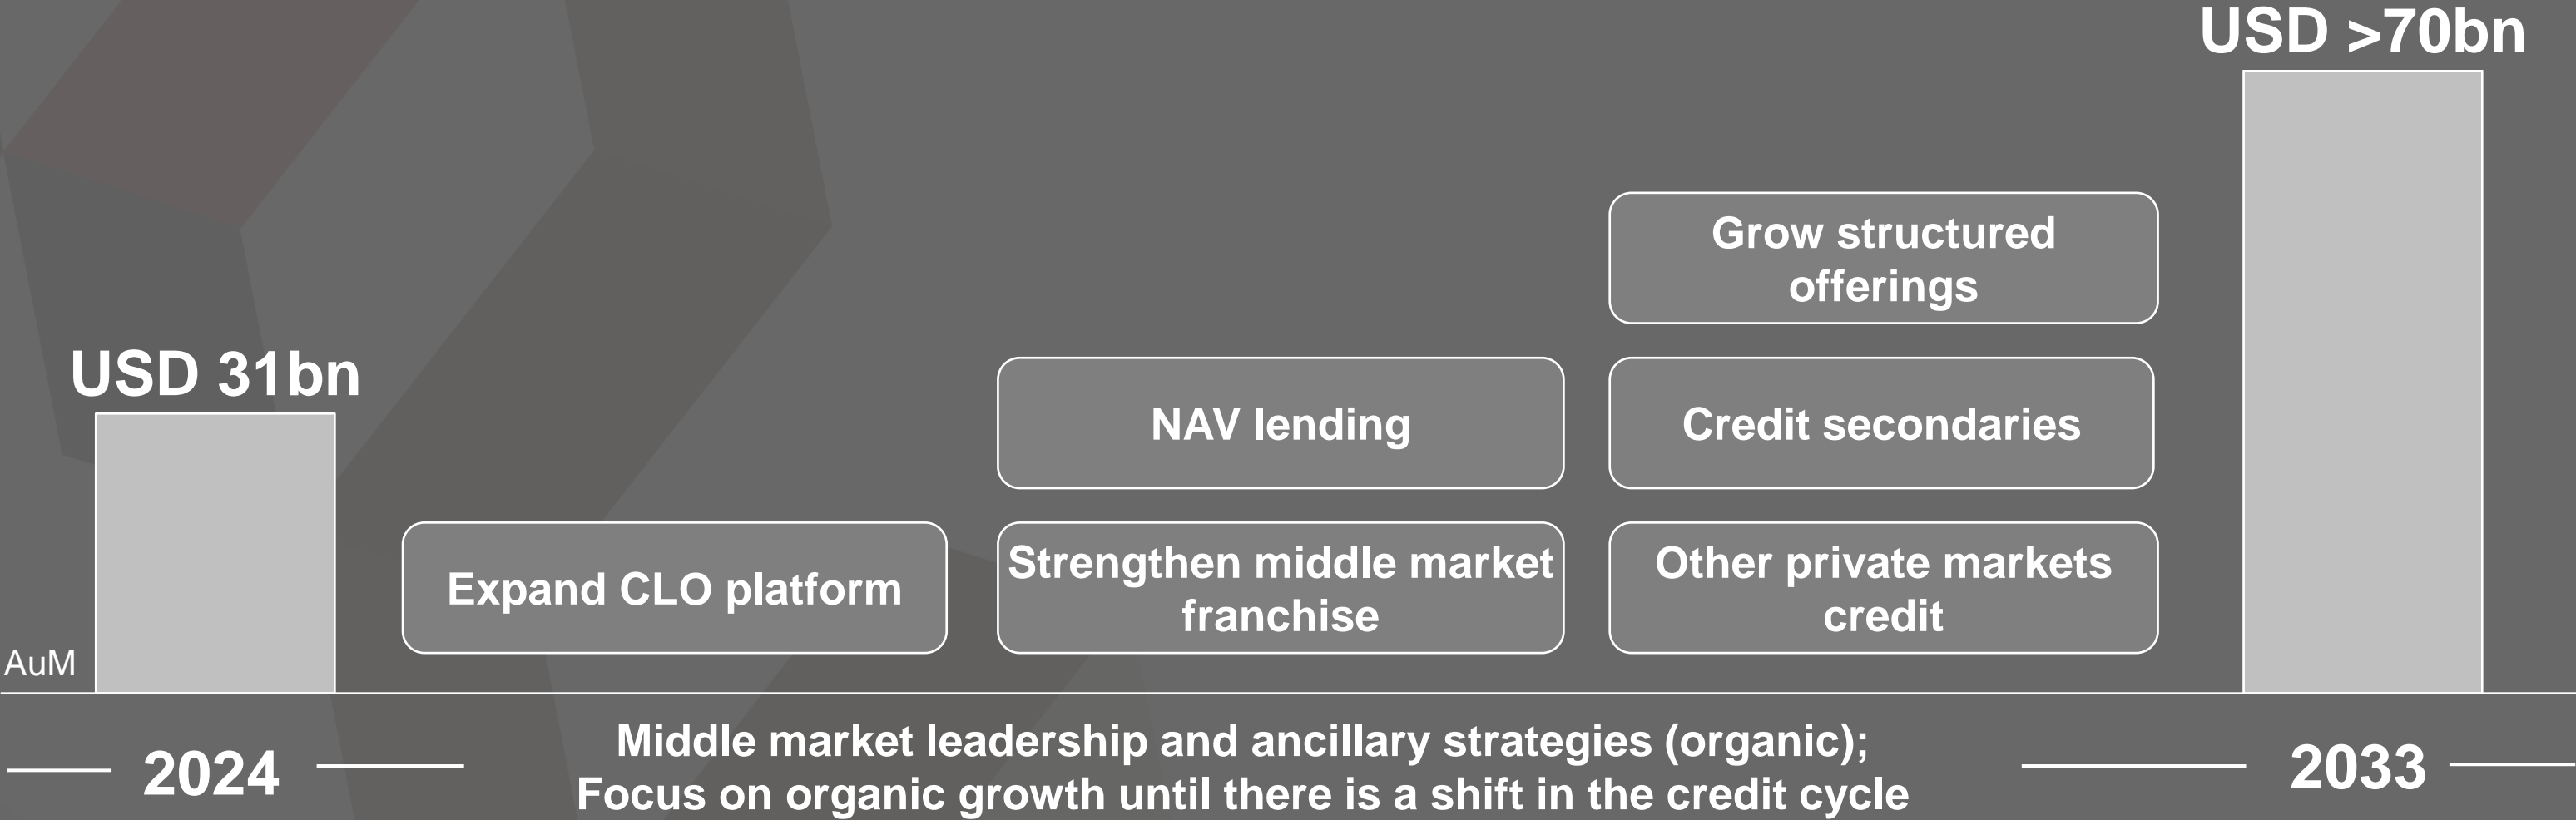 USD >70bn
Grow structured
offerings
USD 31bn
NAV lending
Credit secondaries
Expand CLO platform
Strengthen middle market
franchise
Other private markets
credit
AuM
2024
Middle market leadership and ancillary strategies (organic);
Focus on organic growth until there is a shift in the credit cycle
2033